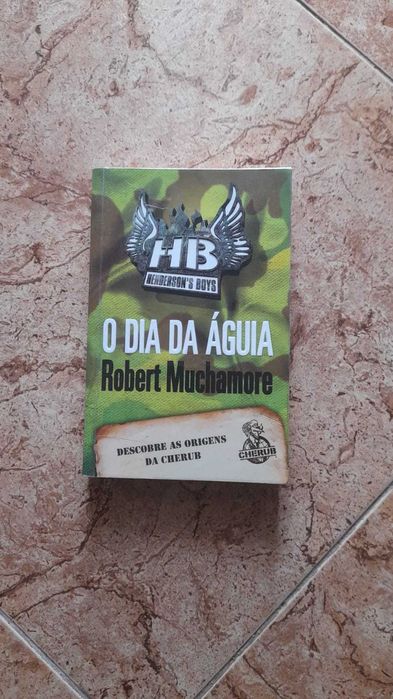 HB
HENDERSON'S BOYS
O DIA DA ÁGUIA
Robert Muchamore
DESCOBRE AS ORIGENS
DA CHERUB
CHERUB